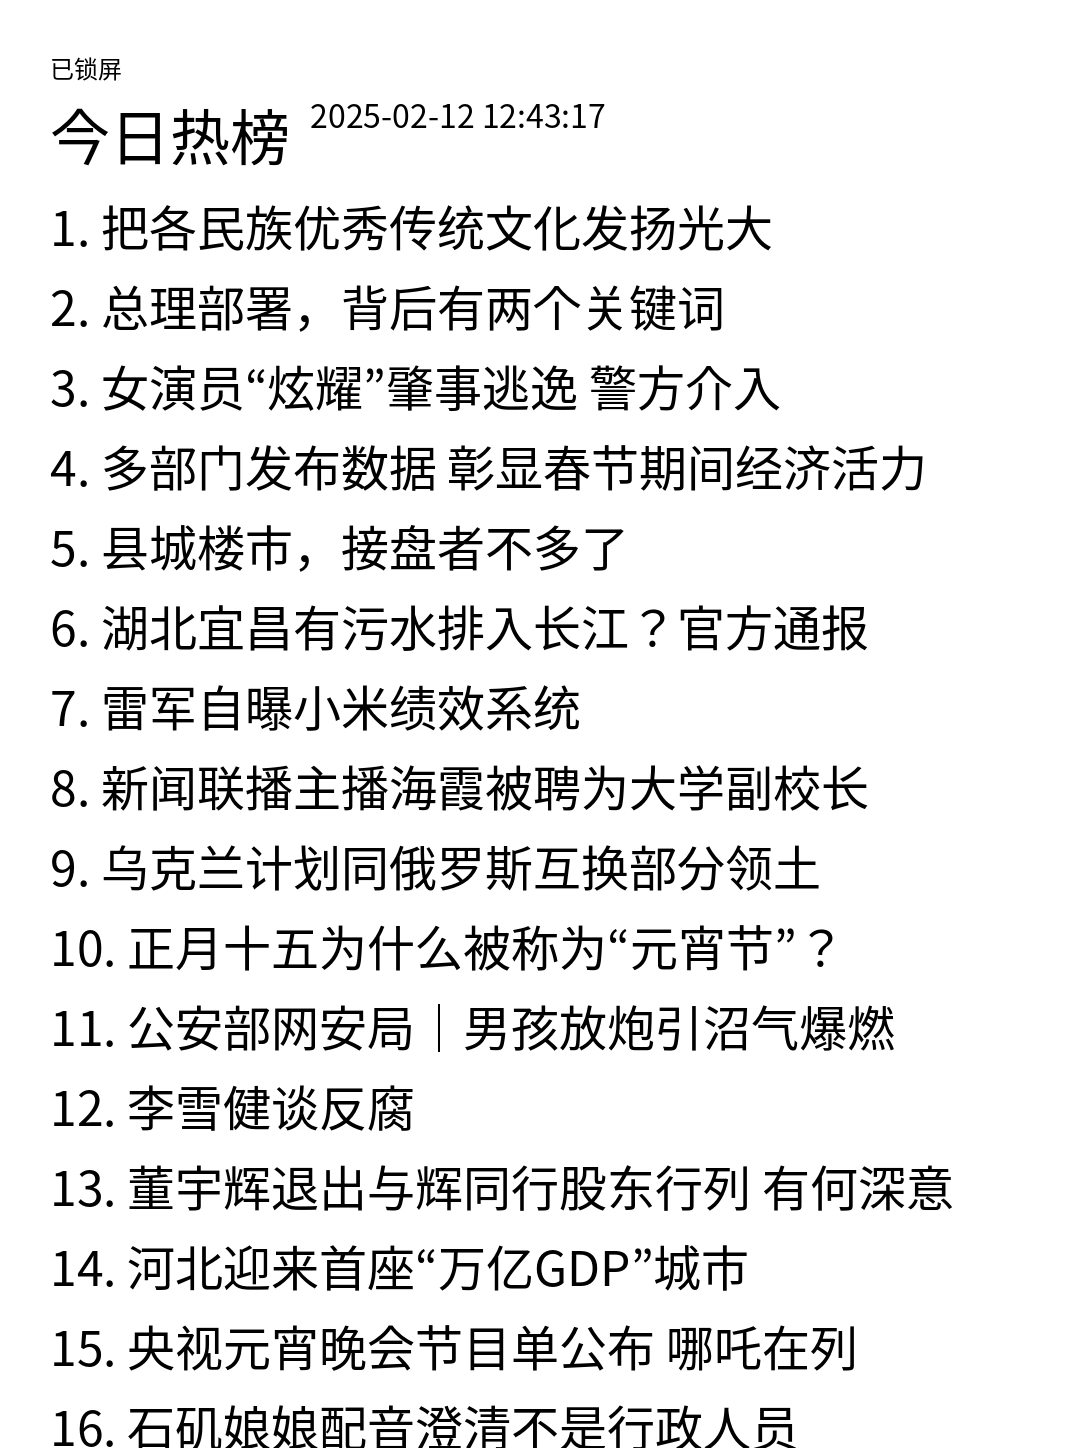 已锁屏
今日热榜 2025-02-12 12:43:17
1. 把各民族优秀传统文化发扬光大
2. 总理部署，背后有两个关键词
3. 女演员“炫耀”肇事逃逸 警方介入
4. 多部门发布数据 彰显春节期间经济活力
5. 县城楼市，接盘者不多了
6. 湖北宜昌有污水排入长江？官方通报
7. 雷军自曝小米绩效系统
8. 新闻联播主播海霞被聘为大学副校长
9. 乌克兰计划同俄罗斯互换部分领土
10. 正月十五为什么被称为“元宵节”？
11. 公安部网安局｜男孩放炮引沼气爆燃
12. 李雪健谈反腐
13. 董宇辉退出与辉同行股东行列 有何深意
14. 河北迎来首座“万亿GDP”城市
15. 央视元宵晚会节目单公布 哪吒在列
16. 石矶娘娘配音澄清不是行政人员